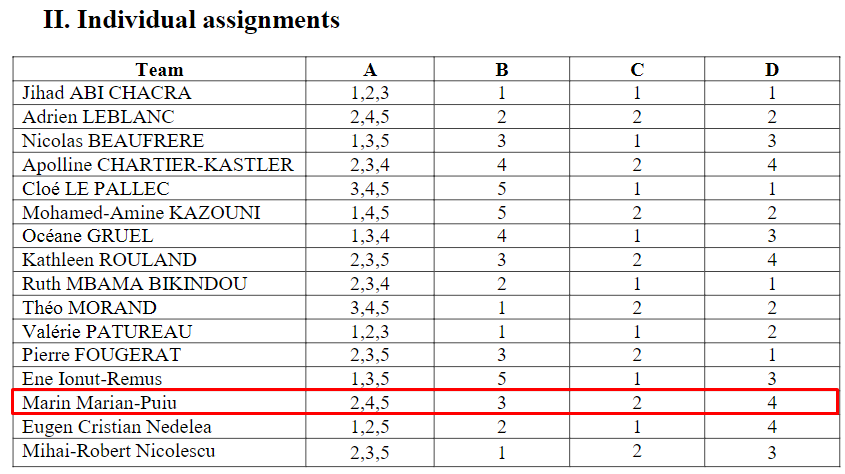 II. Individual assignments
Team A B C D
Jihad ABI CHACRA 1,2,3 1 1 1
Adrien LEBLANC 2,4,5 2 2 2
Nicolas BEAUFRERE 1,3,5 3 1 3
Apolline CHARTIER-KASTLER 2,3,4 4 2 4
Cloé LE PALLEC 3,4,5 5 1 1
Mohamed-Amine KAZOUNI 1,4,5 5 2 2
Océane GRUEL 1,3,4 4 1 3
Kathleen ROULAND 2,3,5 3 2 4
Ruth MBAMA BIKINDOU 2,3,4 2 1 1
Théo MORAND 3,4,5 1 2 2
Valérie PATUREAU 1,2,3 1 1 2
Pierre FOUGERAT 2,3,5 3 2 1
Ene Ionut-Remus 1,3,5 5 1 3
Marin Marian-Puiu 2,4,5 3 2 4
Eugen Cristian Nedelea 1,2,5 2 1 4
Mihai-Robert Nicolescu 2,3,5 1 2 3